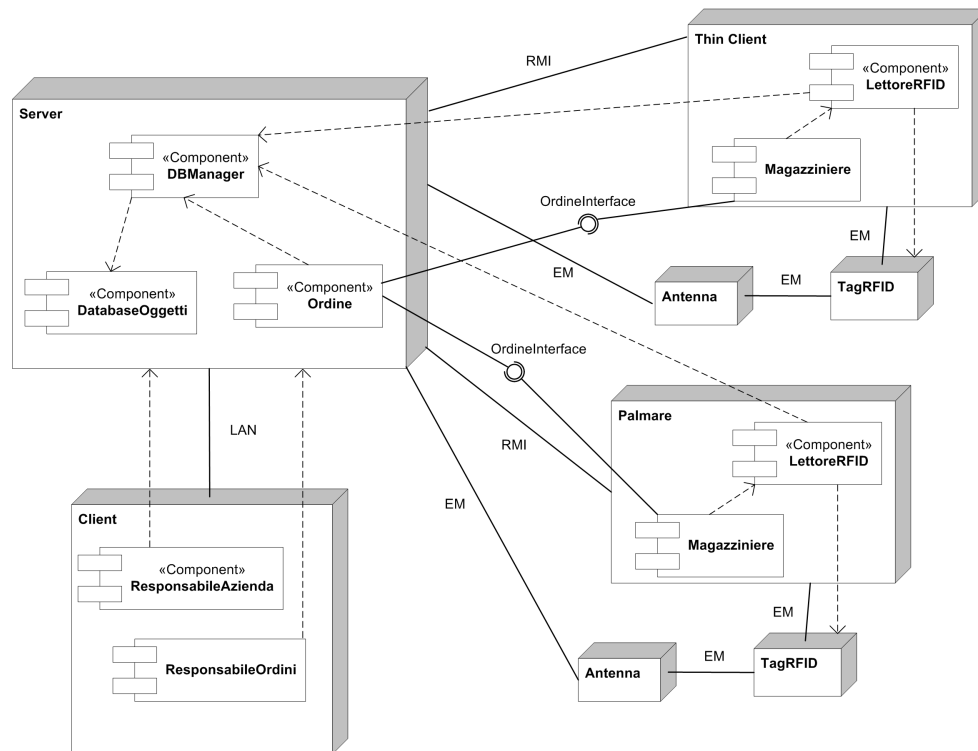 Thin Client
«Component»
LettoreRFID
Magazziniere
RMI
Server
«Component»
DBManager
«Component»
DatabaseOggetti
«Component»
Ordine
OrdineInterface
EM
EM
Antenna
EM
TagRFID
OrdineInterface
Palmare
«Component»
LettoreRFID
Magazziniere
RMI
LAN
EM
Client
«Component»
ResponsabileAzienda
ResponsabileOrdini
EM
Antenna
EM
TagRFID